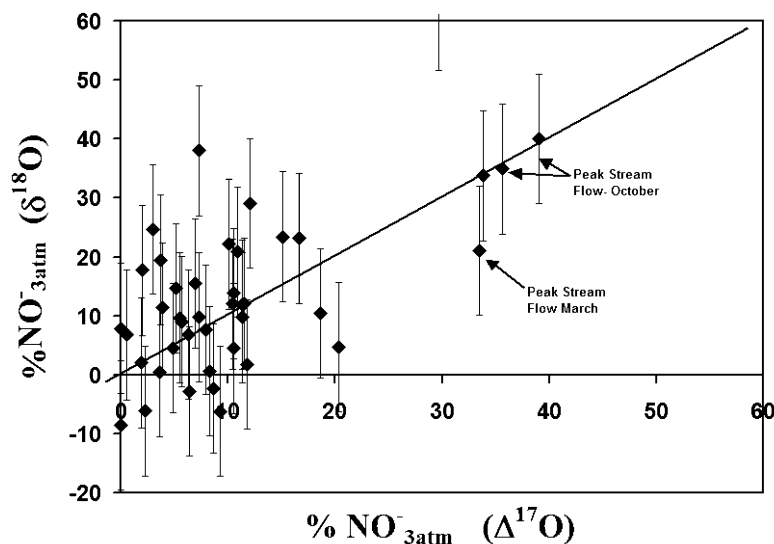 60
50
40
30
20
10
0
-10
-20
0 10 20 30 40 50 60
%NO⁻₃atm (δ¹⁸O)
Peak Stream
Flow- October
Peak Stream
Flow March
% NO⁻₃atm (Δ¹⁷O)